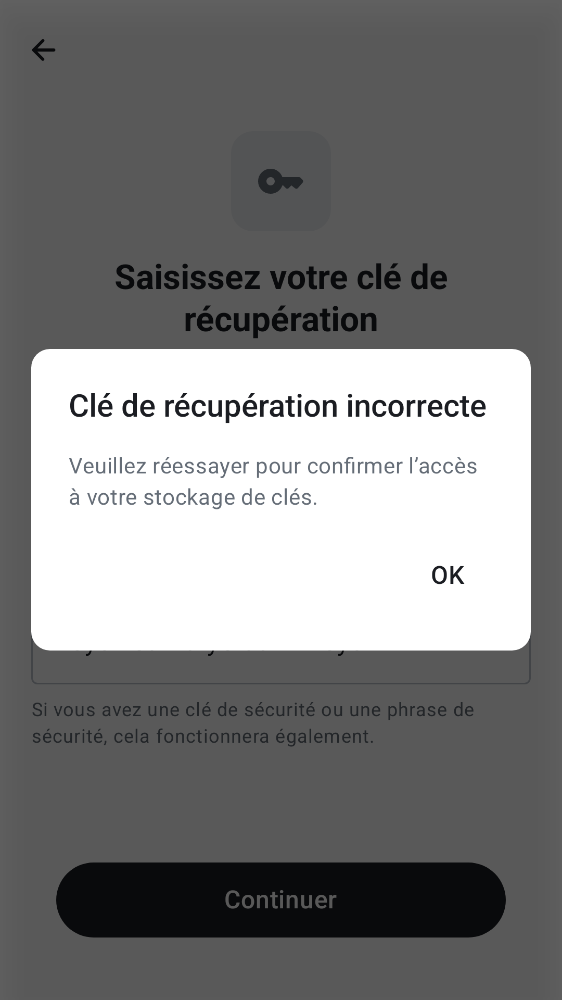 Saisissez votre clé de
récupération
Clé de récupération incorrecte
Veuillez réessayer pour confirmer l’accès
à votre stockage de clés.
OK
Si vous avez une clé de sécurité ou une phrase de
sécurité, cela fonctionnera également.
Continuer